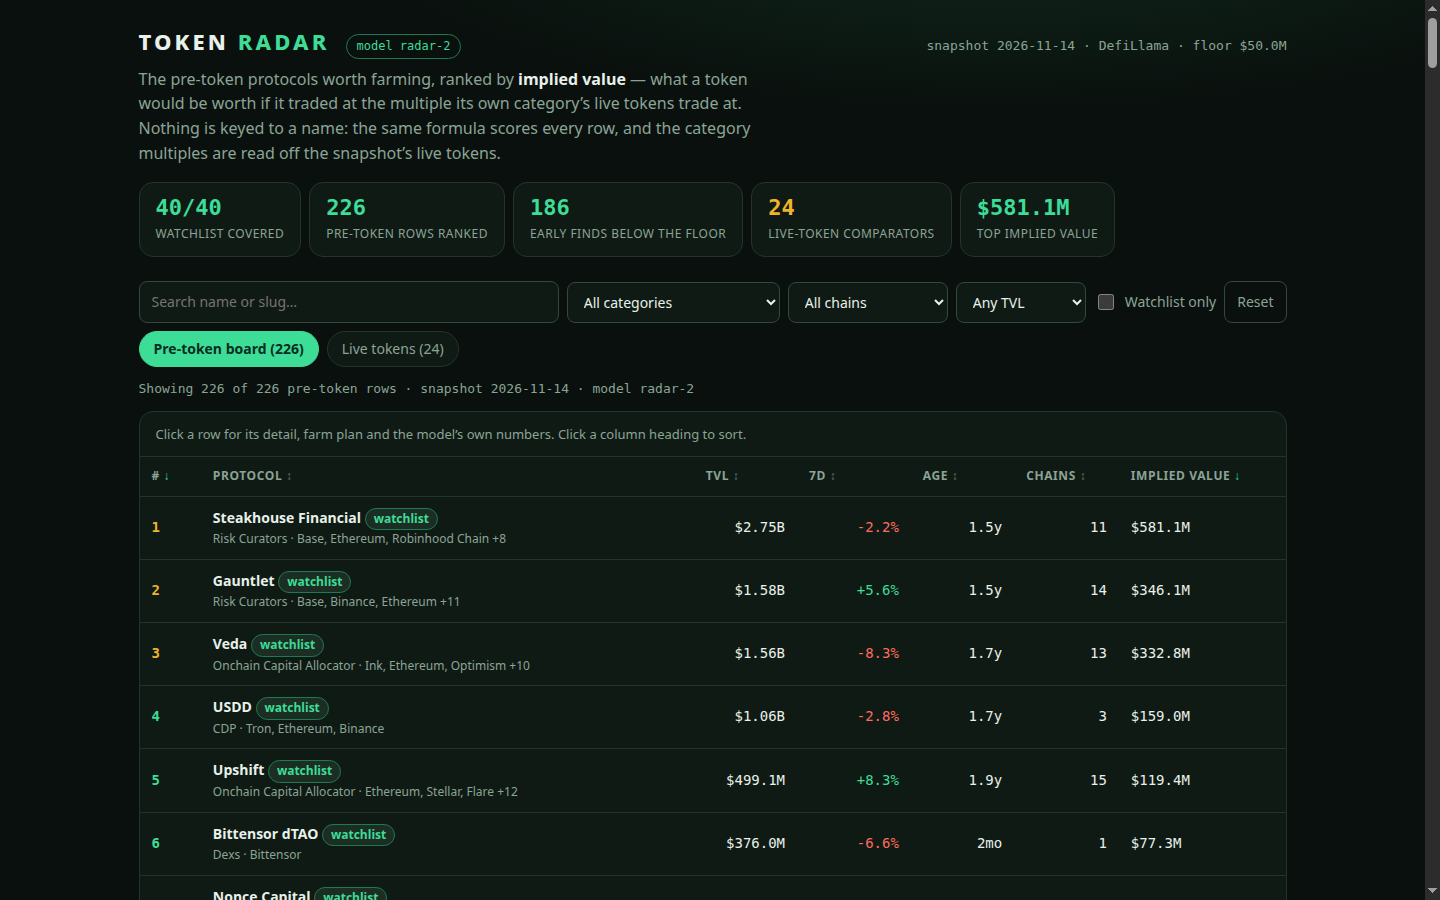 TOKEN RADAR model radar-2
snapshot 2026-11-14 · DefiLlama · floor $50.0M
The pre-token protocols worth farming, ranked by implied value — what a token
would be worth if it traded at the multiple its own category's live tokens trade at.
Nothing is keyed to a name: the same formula scores every row, and the category
multiples are read off the snapshot's live tokens.
40/40
WATCHLIST COVERED
226
PRE-TOKEN ROWS RANKED
186
EARLY FINDS BELOW THE FLOOR
24
LIVE-TOKEN COMPARATORS
$581.1M
TOP IMPLIED VALUE
Search name or slug...
All categories
All chains
Any TVL
Watchlist only
Reset
Pre-token board (226)
Live tokens (24)
Showing 226 of 226 pre-token rows · snapshot 2026-11-14 · model radar-2
Click a row for its detail, farm plan and the model's own numbers. Click a column heading to sort.
# ↓ PROTOCOL ↕ TVL ↕ 7D ↕ AGE ↕ CHAINS ↕ IMPLIED VALUE ↓
1 Steakhouse Financial watchlist $2.75B -2.2% 1.5y 11 $581.1M
Risk Curators · Base, Ethereum, Robinhood Chain +8
2 Gauntlet watchlist $1.58B +5.6% 1.5y 14 $346.1M
Risk Curators · Base, Binance, Ethereum +11
3 Veda watchlist $1.56B -8.3% 1.7y 13 $332.8M
Onchain Capital Allocator · Ink, Ethereum, Optimism +10
4 USDD watchlist $1.06B -2.8% 1.7y 3 $159.0M
CDP · Tron, Ethereum, Binance
5 Upshift watchlist $499.1M +8.3% 1.9y 15 $119.4M
Onchain Capital Allocator · Ethereum, Stellar, Flare +12
6 Bittensor dTAO watchlist $376.0M -6.6% 2mo 1 $77.3M
Dexs · Bittensor
Nonce Capital watchlist